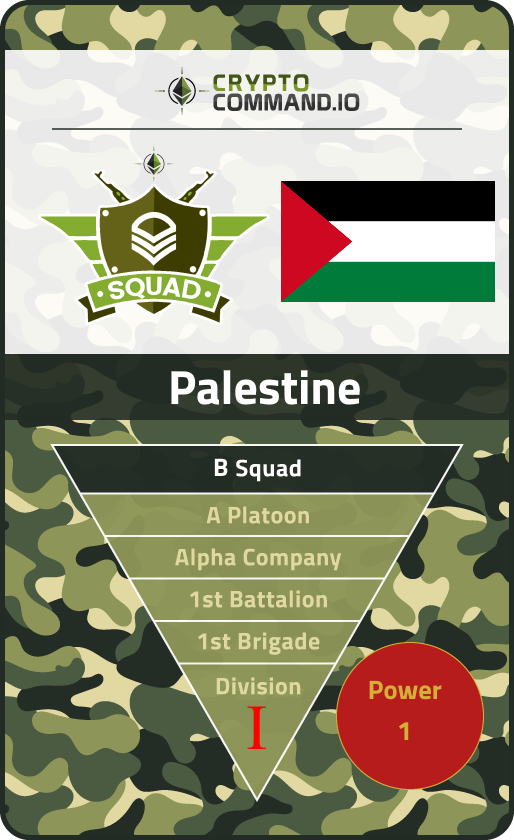 CRYPTO
COMMAND.IO
SQUAD
Palestine
B Squad
A Platoon
Alpha Company
1st Battalion
1st Brigade
Division
I
Power
1